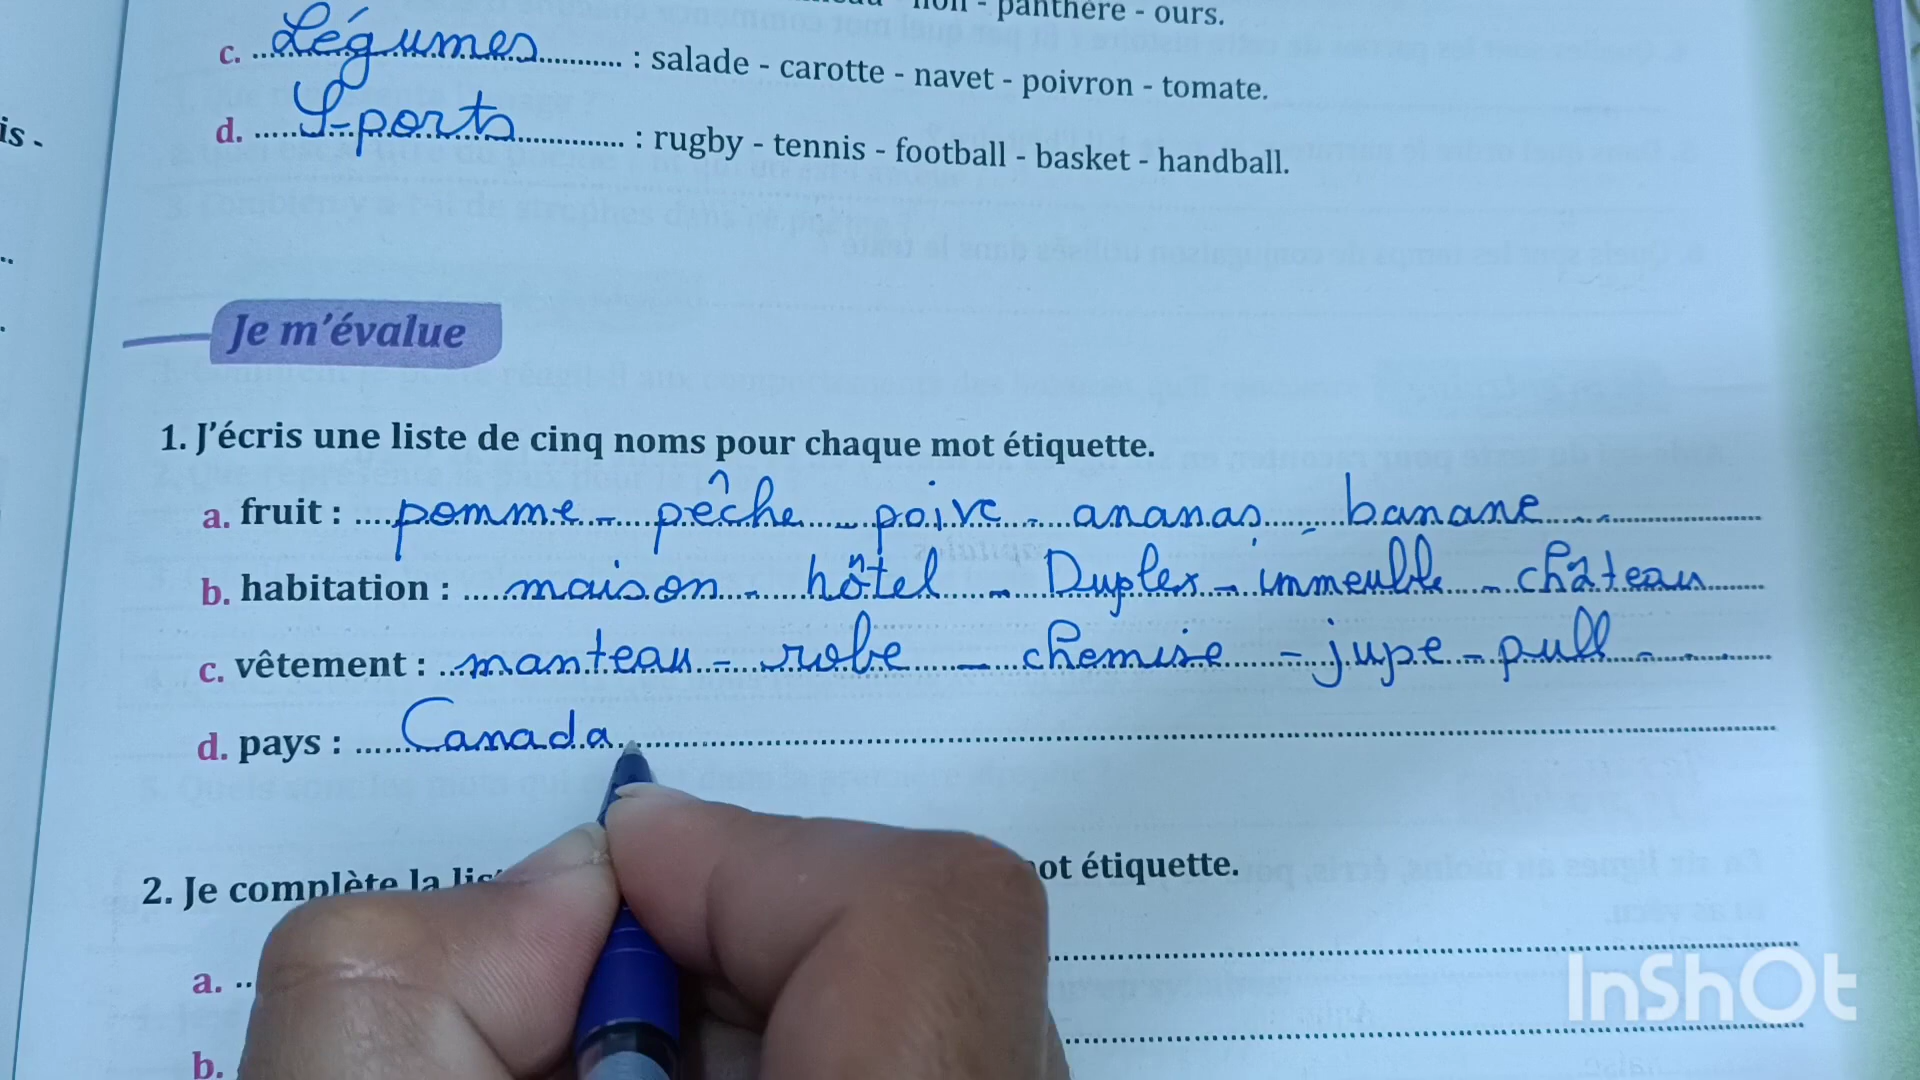 - panthère - ours.
c. Légumes : salade - carotte - navet - poivron - tomate.
d. Sports : rugby - tennis - football - basket - handball.
is -
Je m'évalue
1. J'écris une liste de cinq noms pour chaque mot étiquette.
a. fruit : pomme - pêche - poire - ananas - banane
b. habitation : maison - hôtel - Duplex - immeuble - château
c. vêtement : manteau - robe - chemise - jupe - pull -
d. pays : Canada
2. Je complète la ot étiquette.
a.
b.
InShOt